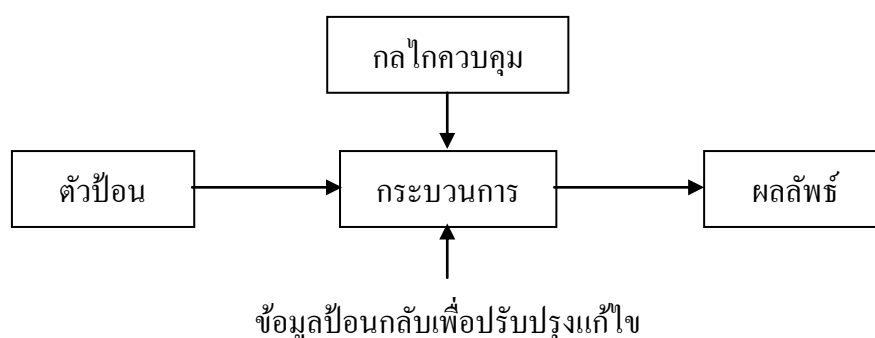 กลไกควบคุม
ตัวป้อน
กระบวนการ
ผลลัพธ์
ข้อมูลป้อนกลับเพื่อปรับปรุงแก้ไข